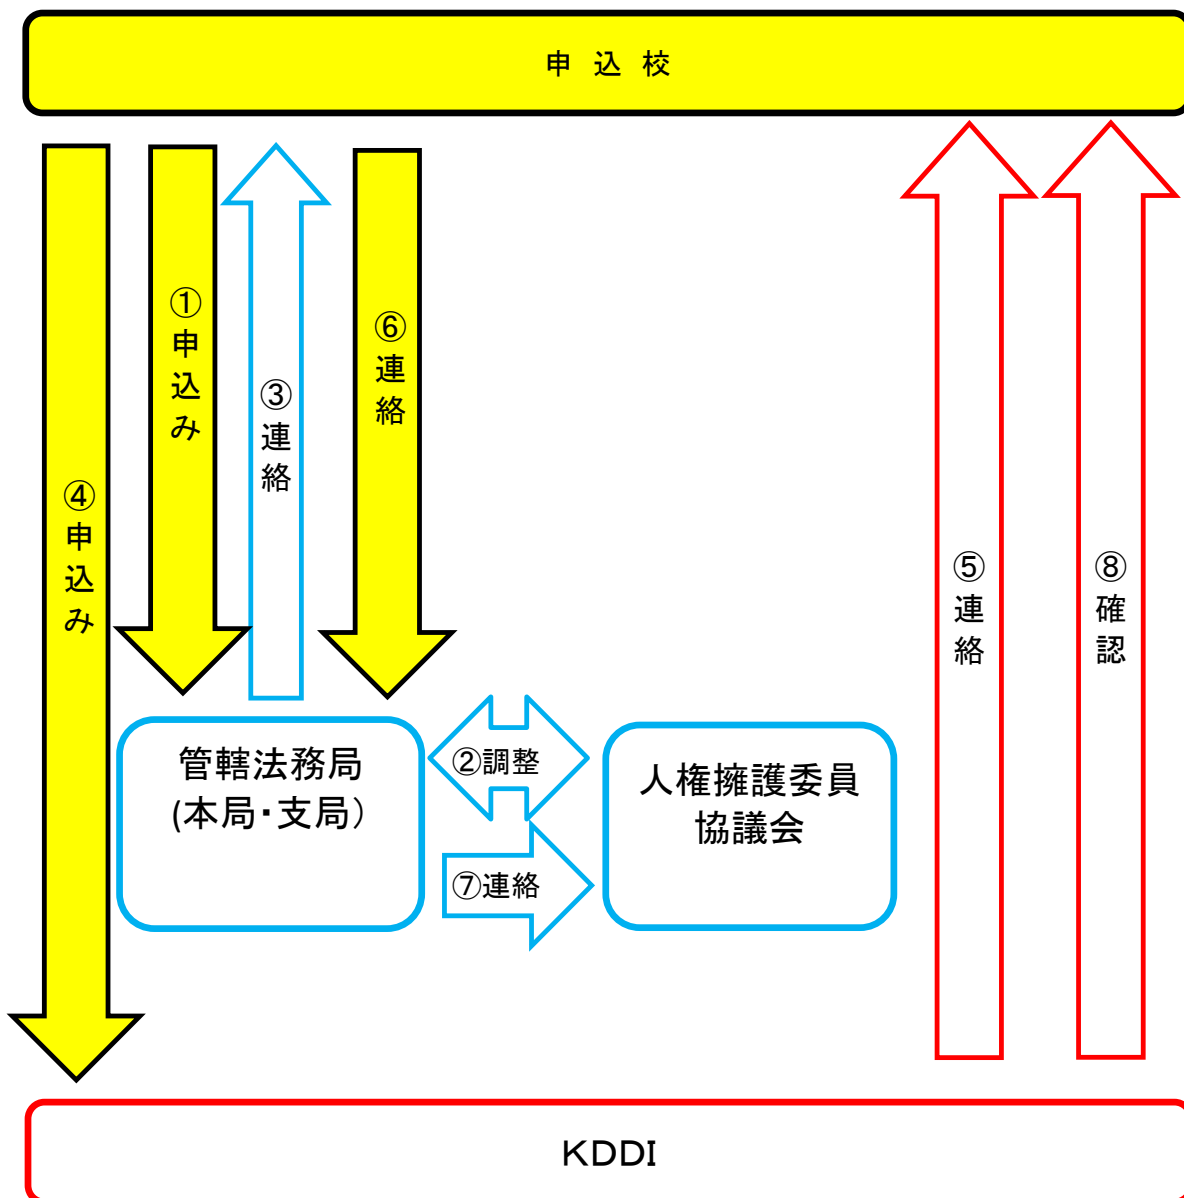 申 込 校
①申込み
③連絡
⑥連絡
④申込み
⑤連絡
⑧確認
管轄法務局
(本局・支局）
②調整
人権擁護委員
協議会
⑦連絡
KDDI